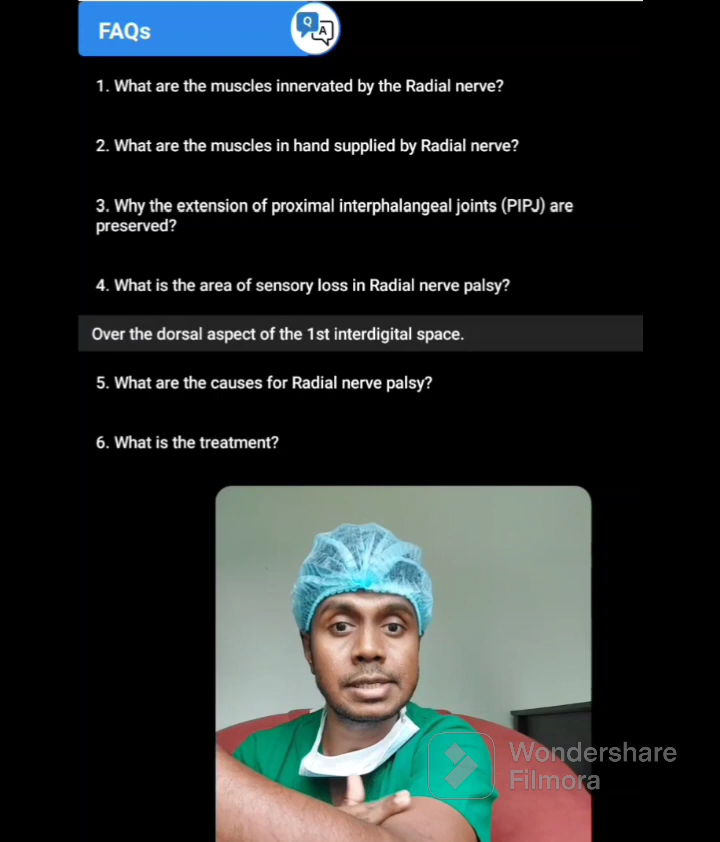 FAQs
Q
A
1. What are the muscles innervated by the Radial nerve?
2. What are the muscles in hand supplied by Radial nerve?
3. Why the extension of proximal interphalangeal joints (PIPJ) are
preserved?
4. What is the area of sensory loss in Radial nerve palsy?
Over the dorsal aspect of the 1st interdigital space.
5. What are the causes for Radial nerve palsy?
6. What is the treatment?
Wondershare
Filmora